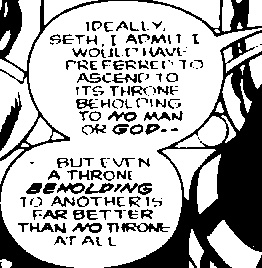 IDEALLY,
SETH, I ADMIT I
WOULD HAVE
PREFERRED TO
ASCEND TO
ITS THRONE
BEHOLDING
TO NO MAN
OR GOD--
BUT EVEN
A THRONE
BEHOLDING
TO ANOTHER IS
FAR BETTER
THAN NO THRONE
AT ALL